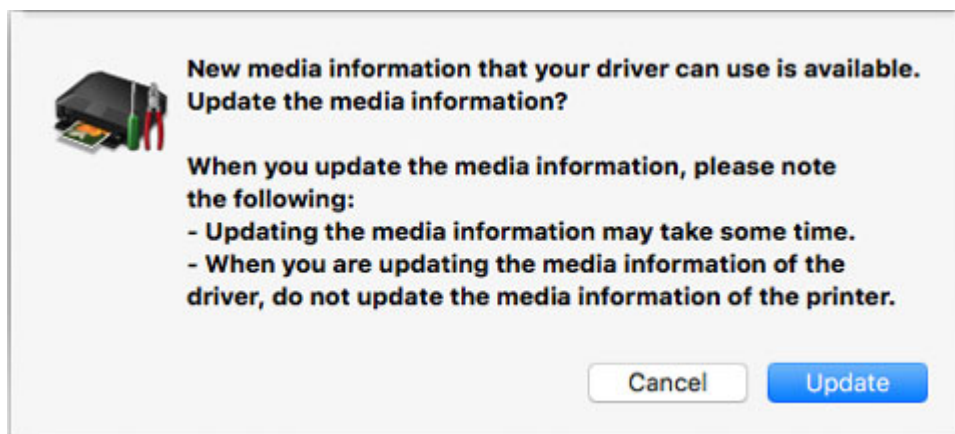 New media information that your driver can use is available.
Update the media information?
When you update the media information, please note
the following:
- Updating the media information may take some time.
- When you are updating the media information of the
driver, do not update the media information of the printer.
Cancel
Update